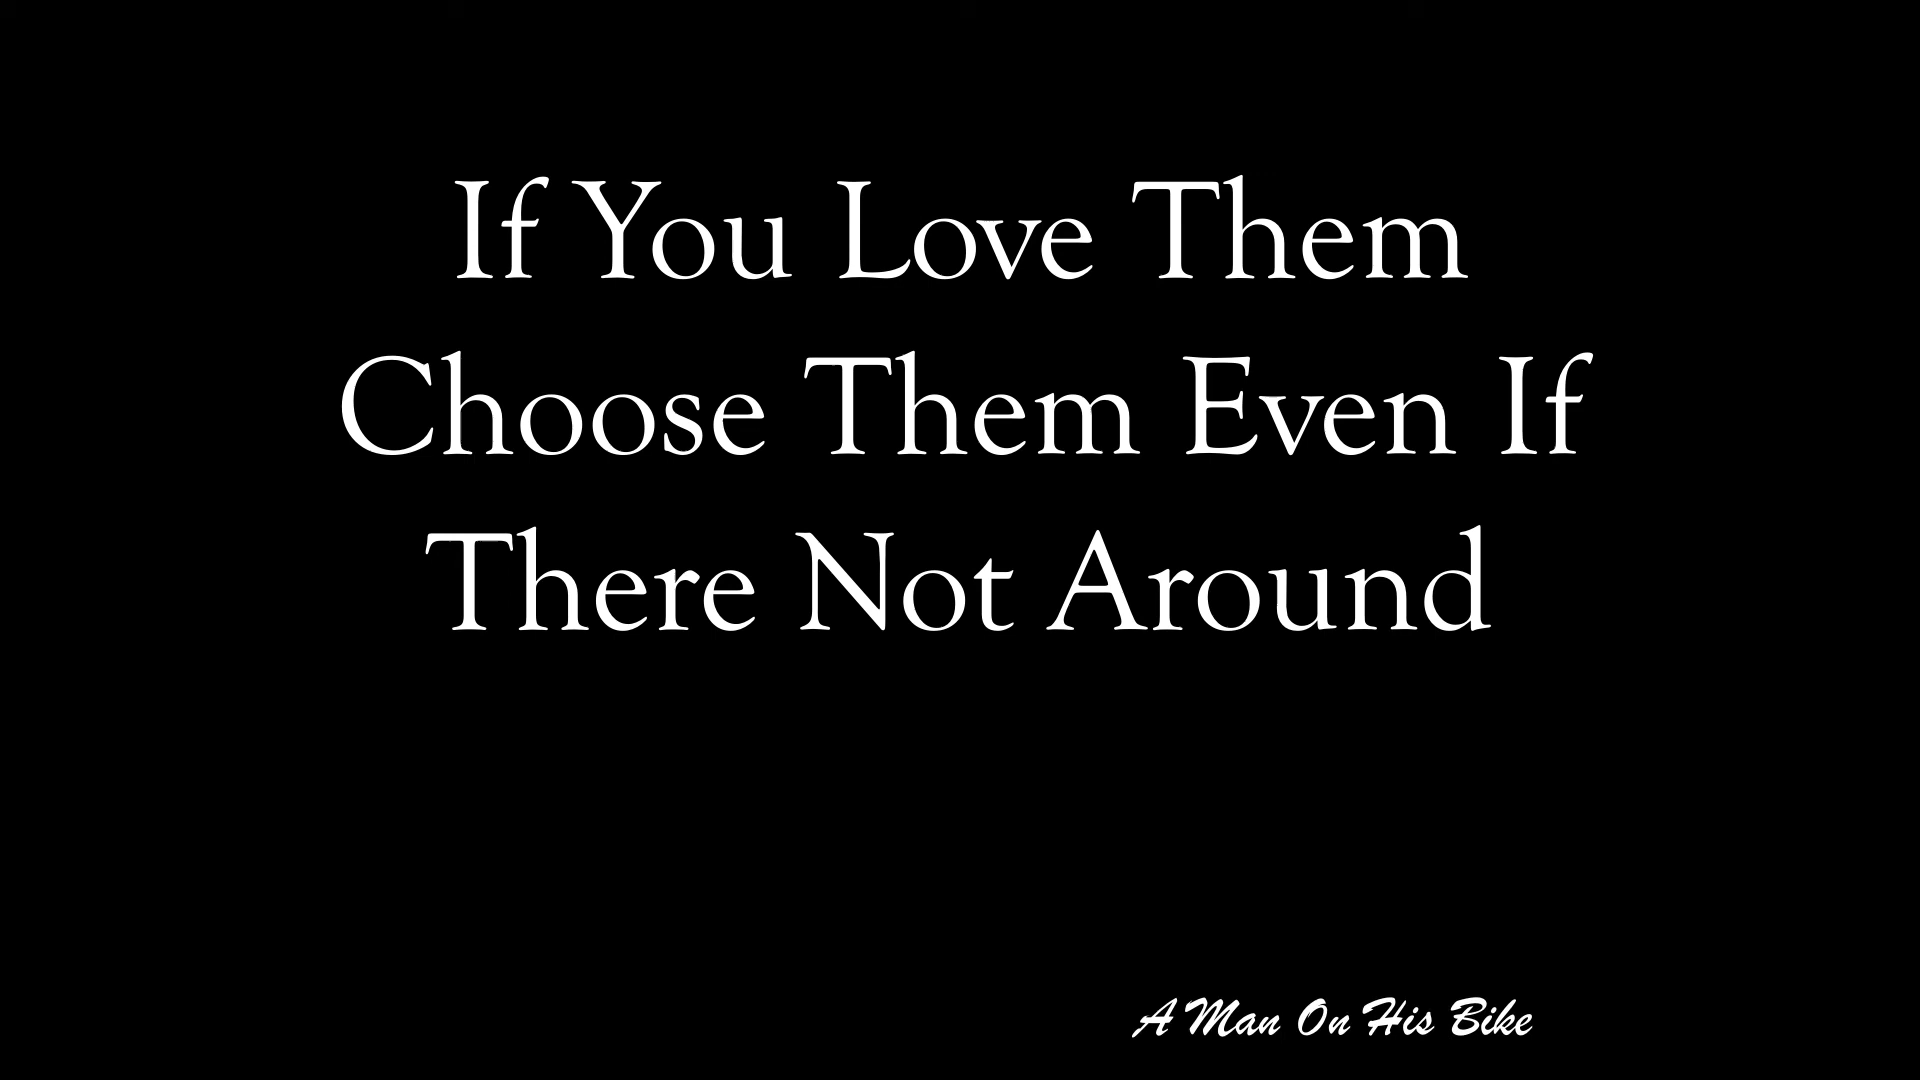 If You Love Them
Choose Them Even If
There Not Around
A Man On His Bike